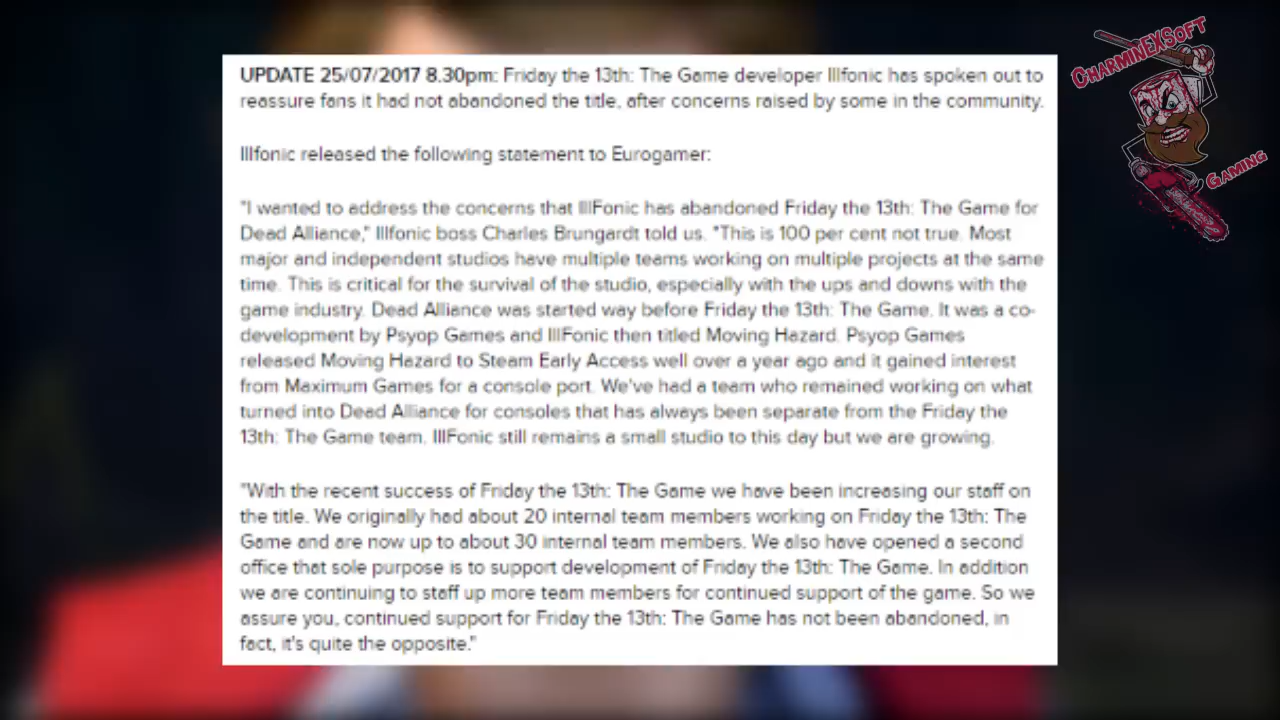 UPDATE 25/07/2017 8.30pm: Friday the 13th: The Game developer Illfonic has spoken out to
reassure fans it had not abandoned the title, after concerns raised by some in the community.
Illfonic released the following statement to Eurogamer:
"I wanted to address the concerns that IllFonic has abandoned Friday the 13th: The Game for
Dead Alliance," Illfonic boss Charles Brungardt told us. "This is 100 per cent not true. Most
major and independent studios have multiple teams working on multiple projects at the same
time. This is critical for the survival of the studio, especially with the ups and downs with the
game industry. Dead Alliance was started way before Friday the 13th: The Game. It was a co-
development by Psyop Games and IllFonic then titled Moving Hazard. Psyop Games
released Moving Hazard to Steam Early Access well over a year ago and it gained interest
from Maximum Games for a console port. We've had a team who remained working on what
turned into Dead Alliance for consoles that has always been separate from the Friday the
13th: The Game team. IllFonic still remains a small studio to this day but we are growing.
"With the recent success of Friday the 13th: The Game we have been increasing our staff on
the title. We originally had about 20 internal team members working on Friday the 13th: The
Game and are now up to about 30 internal team members. We also have opened a second
office that sole purpose is to support development of Friday the 13th: The Game. In addition
we are continuing to staff up more team members for continued support of the game. So we
assure you, continued support for Friday the 13th: The Game has not been abandoned, in
fact, it's quite the opposite."
CHARMINEXSOFT
GAMING